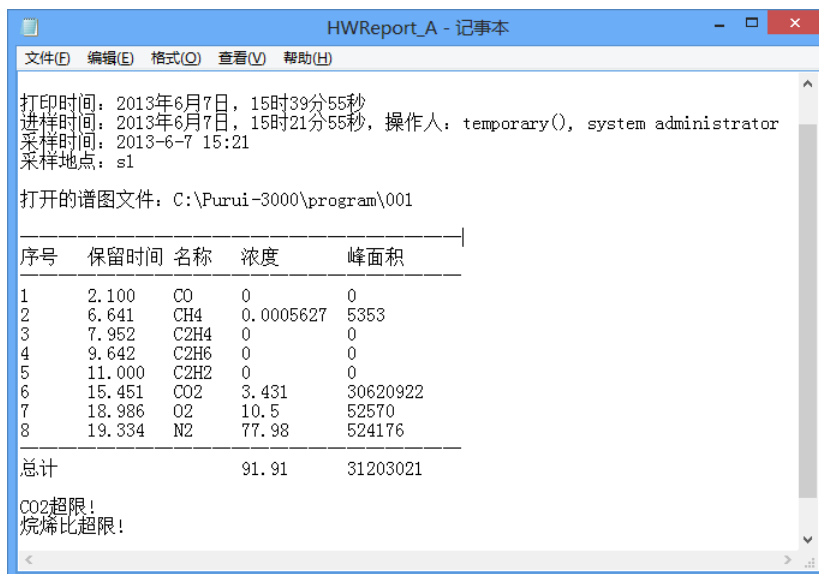 HWReport_A - 记事本
文件(F) 编辑(E) 格式(O) 查看(V) 帮助(H)
打印时间：2013年6月7日，15时39分55秒
进样时间：2013年6月7日，15时21分55秒，操作人：temporary(), system administrator
采样时间：2013-6-7 15:21
采样地点：s1
打开的谱图文件：C:\Purui-3000\program\001
序号 保留时间 名称 浓度 峰面积
1 2.100 CO 0 0
2 6.641 CH4 0.0005627 5353
3 7.952 C2H4 0 0
4 9.642 C2H6 0 0
5 11.000 C2H2 0 0
6 15.451 CO2 3.431 30620922
7 18.986 O2 10.5 52570
8 19.334 N2 77.98 524176
总计 91.91 31203021
CO2超限!
烷烯比超限!